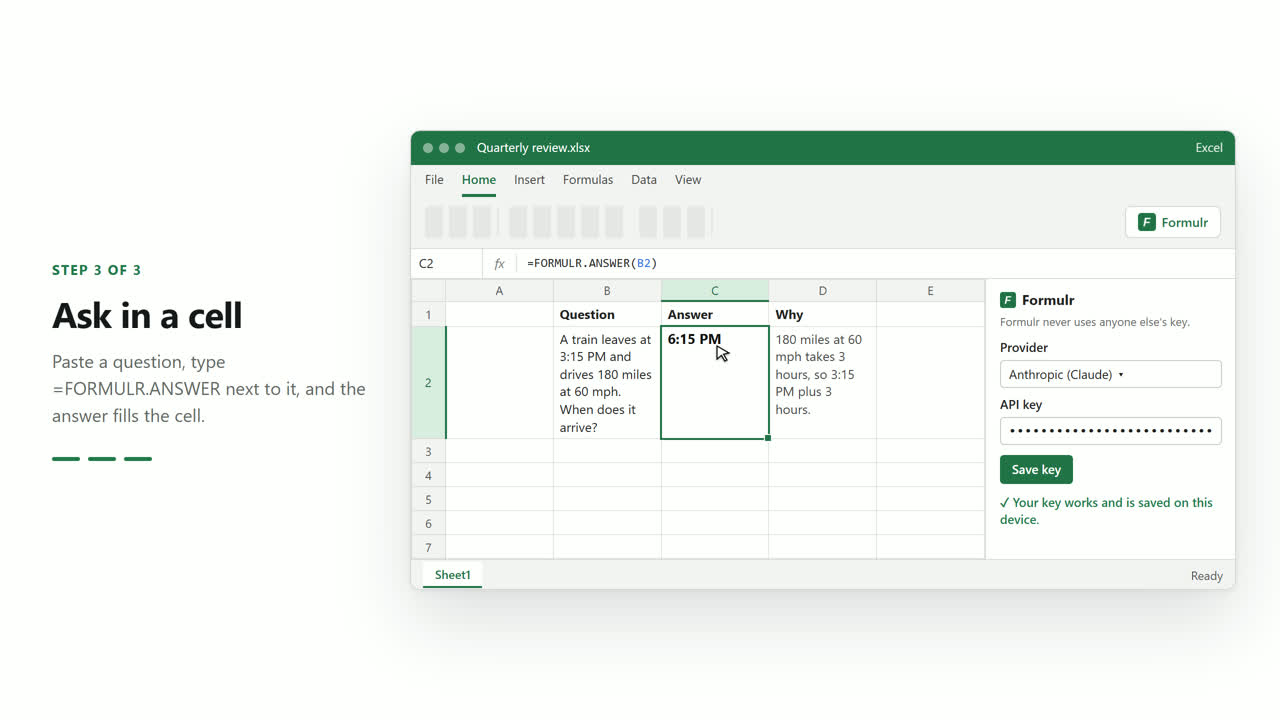 STEP 3 OF 3
Ask in a cell
Paste a question, type
=FORMULR.ANSWER next to it, and the
answer fills the cell.
Quarterly review.xlsx
Excel
File Home Insert Formulas Data View
F Formulr
C2 fx =FORMULR.ANSWER(B2)
A B C D E
1 Question Answer Why
2
A train leaves at
3:15 PM and
drives 180 miles
at 60 mph.
When does it
arrive?
6:15 PM
180 miles at 60
mph takes 3
hours, so 3:15
PM plus 3
hours.
3
4
5
6
7
F Formulr
Formulr never uses anyone else's key.
Provider
Anthropic (Claude) ▾
API key
••••••••••••••••••••••••••
Save key
✓ Your key works and is saved on this
device.
Sheet1
Ready